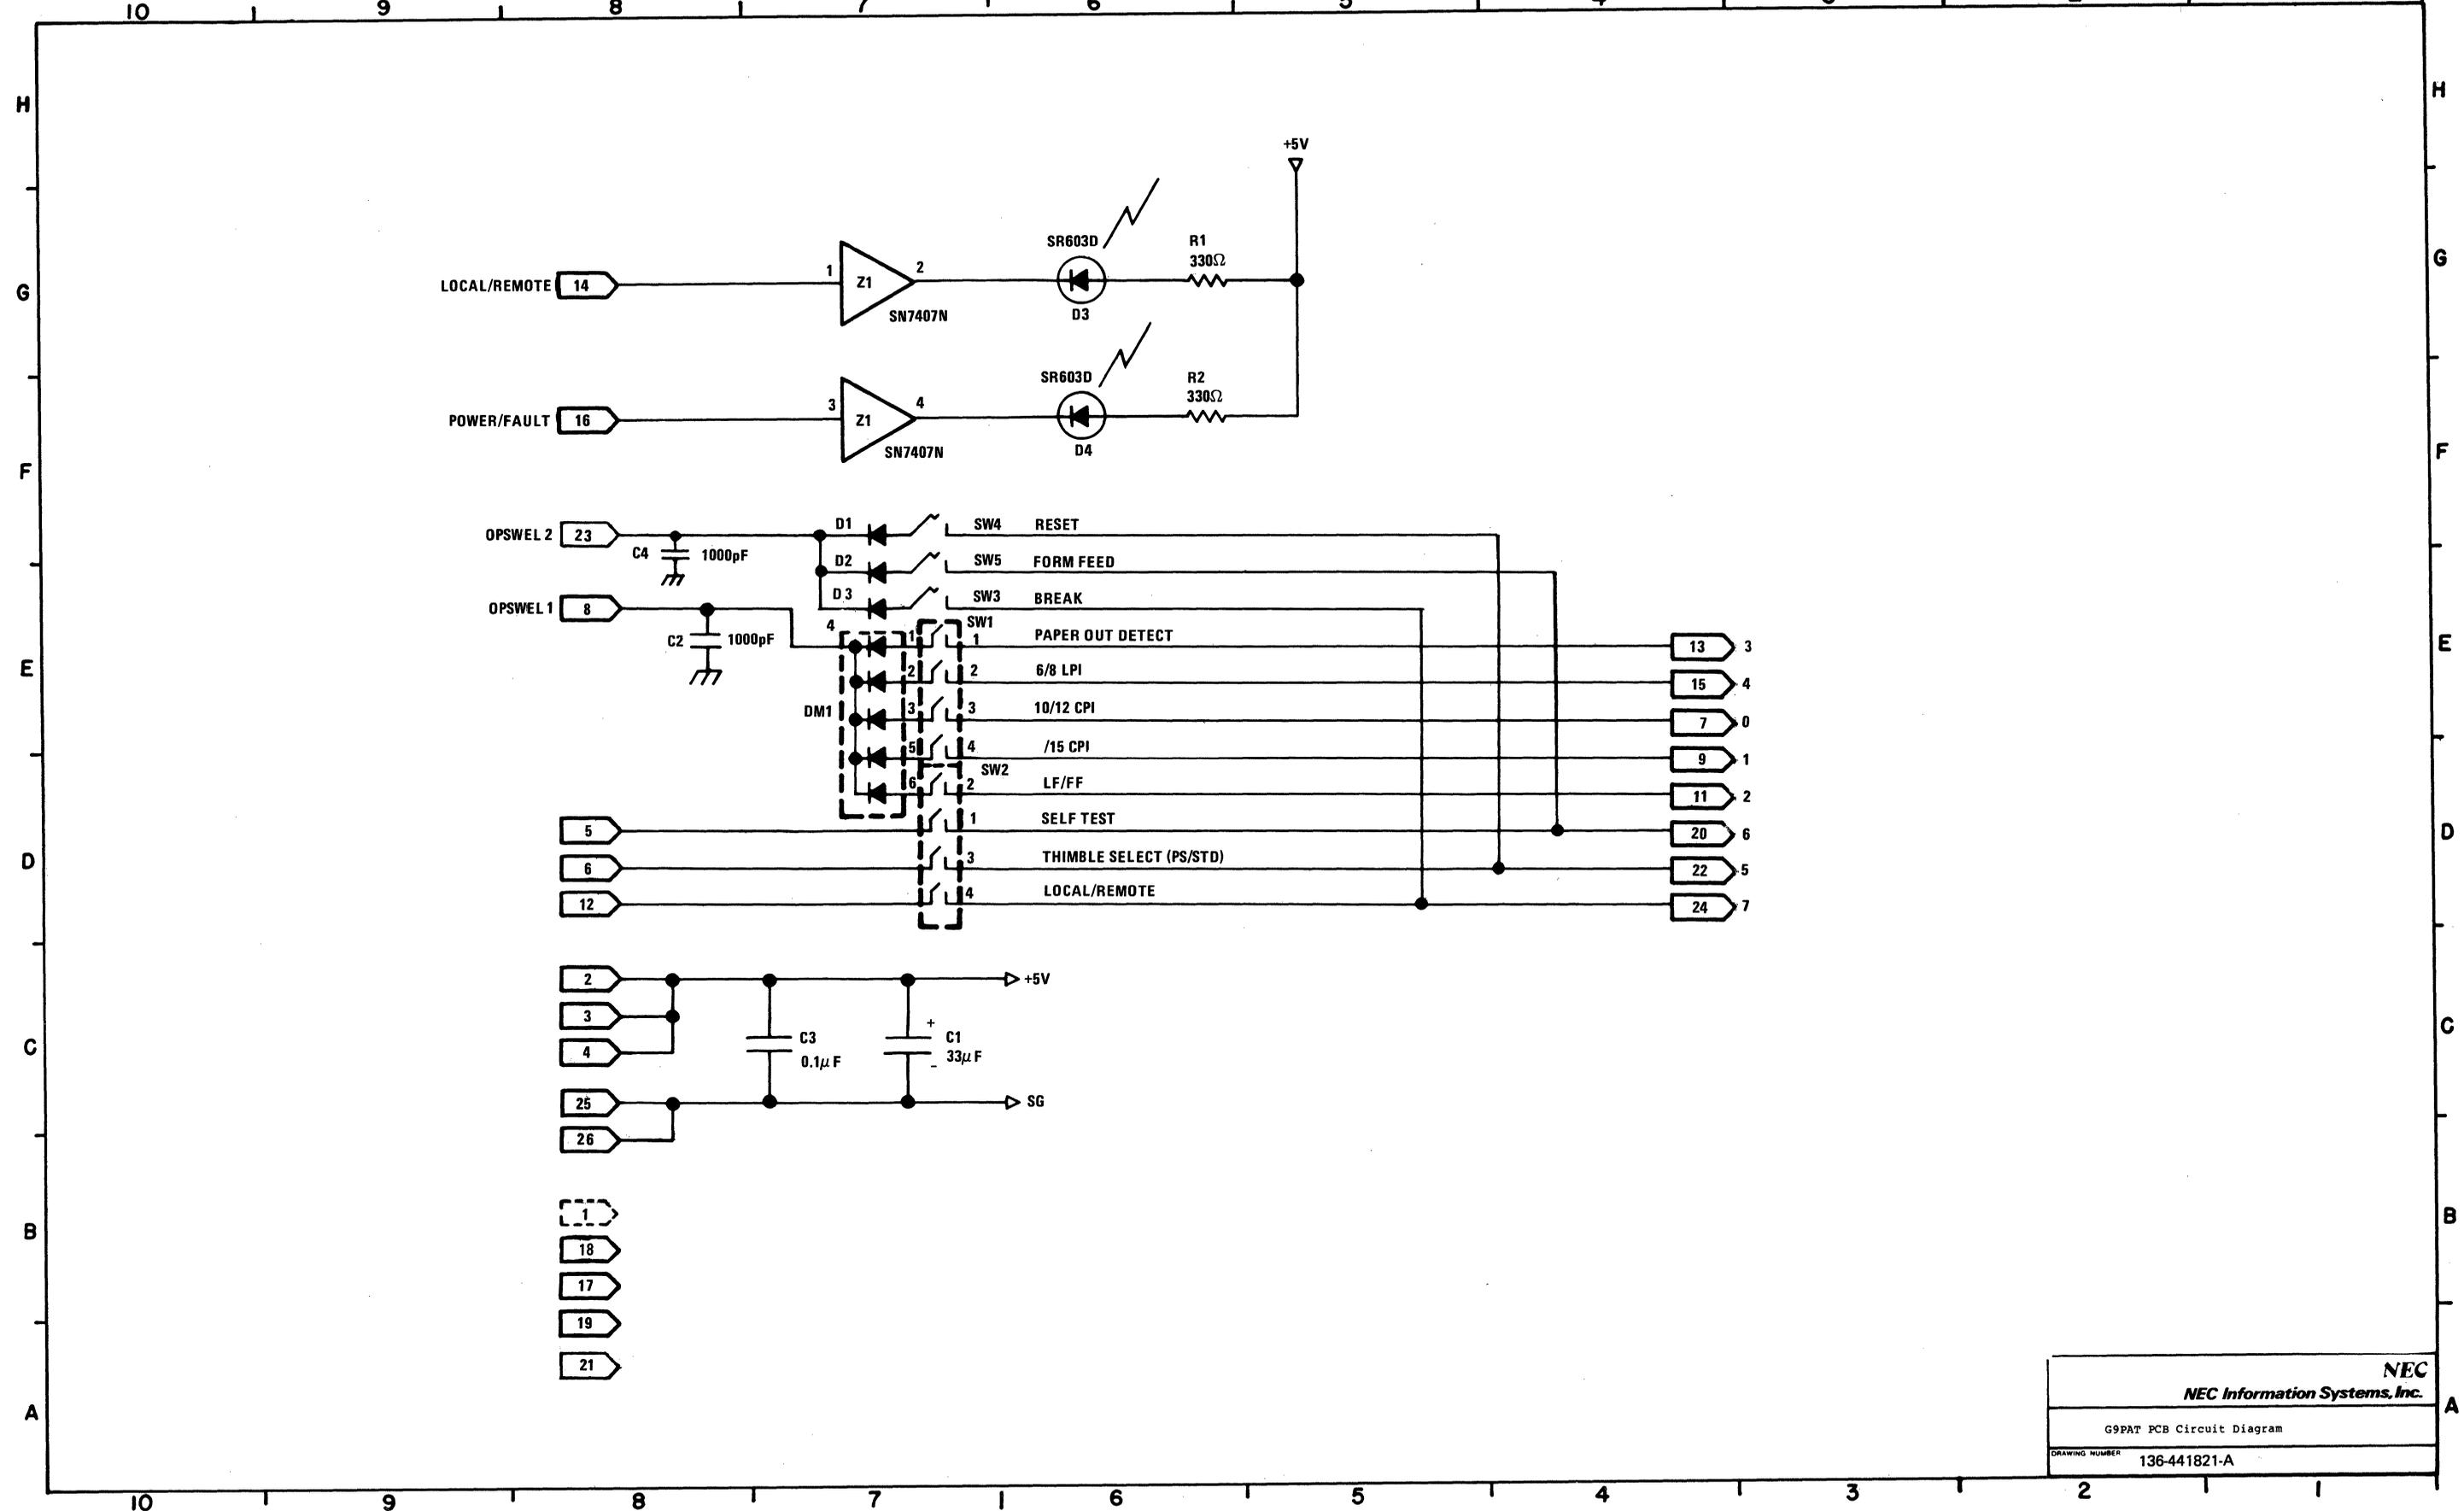 10 9 8 7 6 5 4 3 2
H H
+5V
SR603D R1
330Ω
LOCAL/REMOTE 14 1 Z1 2
G G
SN7407N D3
SR603D R2
330Ω
POWER/FAULT 16 3 Z1 4
SN7407N D4
F F
OPSWEL 2 23 D1 SW4 RESET
C4 1000pF
D2 SW5 FORM FEED
OPSWEL 1 8 D 3 SW3 BREAK
C2 1000pF
4 1 SW1 1 PAPER OUT DETECT 13 3
E E
2 2 6/8 LPI 15 4
DM1 3 3 10/12 CPI 7 0
5 4 /15 CPI 9 1
SW2
6 2 LF/FF 11 2
5 1 SELF TEST 20 6
D D
6 3 THIMBLE SELECT (PS/STD) 22 5
12 4 LOCAL/REMOTE 24 7
2 +5V
3
C C
4
C3
0.1μF
+ C1
33μF
-
25 SG
26
1
B B
18
17
19
21
NEC
NEC Information Systems, Inc.
A A
G9PAT PCB Circuit Diagram
DRAWING NUMBER
136-441821-A
10 9 8 7 6 5 4 3 2 1